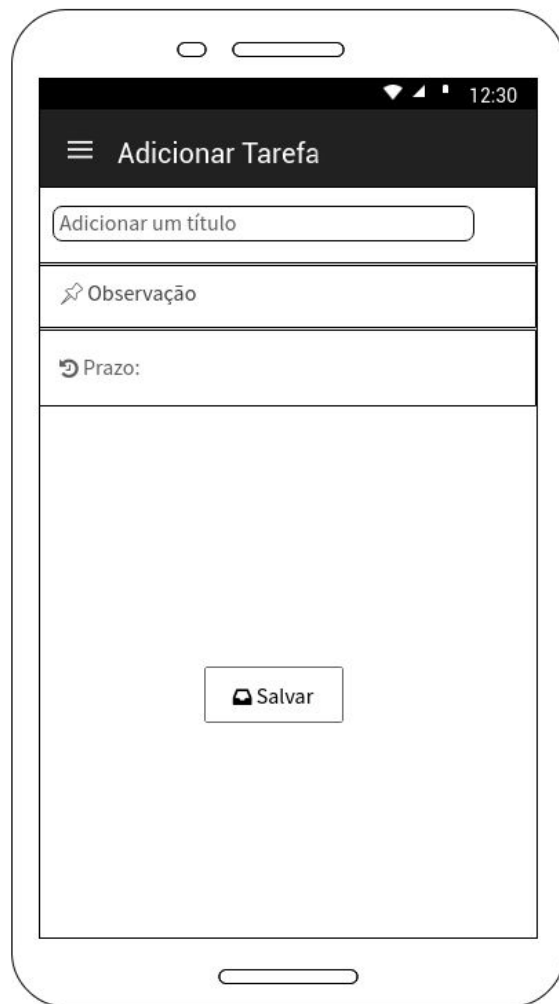 12:30
Adicionar Tarefa
Adicionar um título
Observação
Prazo:
Salvar